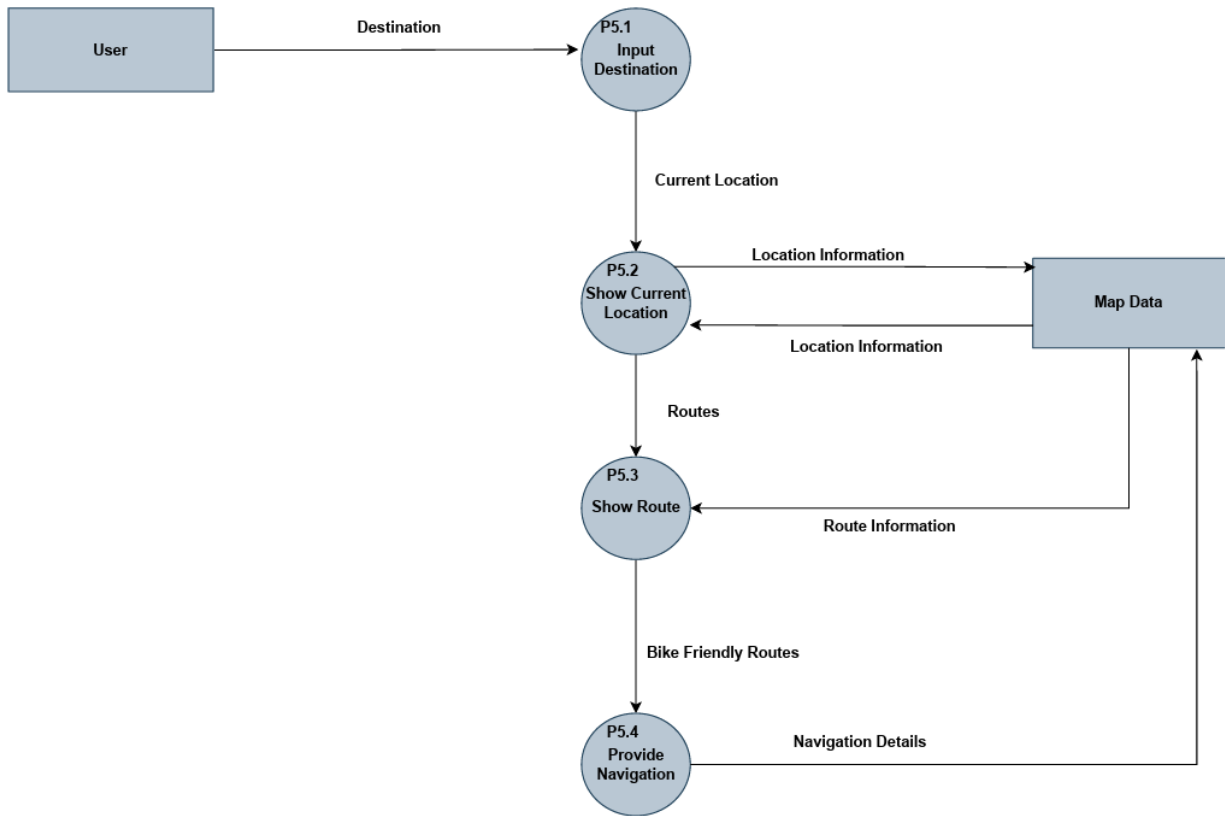 User
Destination
P5.1
Input
Destination
Current Location
P5.2
Show Current
Location
Location Information
Map Data
Location Information
Routes
P5.3
Show Route
Route Information
Bike Friendly Routes
P5.4
Provide
Navigation
Navigation Details